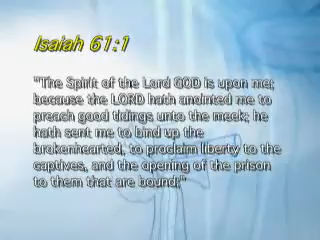 Isaiah 61:1
"The Spirit of the Lord GOD is upon me;
because the LORD hath anointed me to
preach good tidings unto the meek; he
hath sent me to bind up the
brokenhearted, to proclaim liberty to the
captives, and the opening of the prison
to them that are bound;"